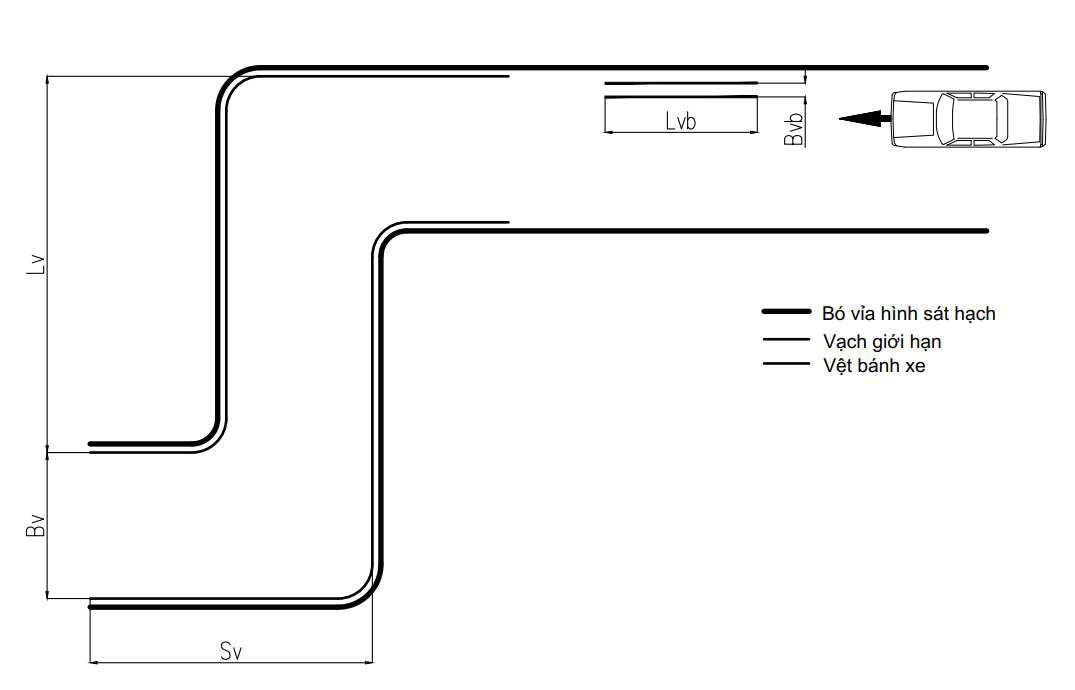 Lvb
Bvb
Lv
Bó vỉa hình sát hạch
Vạch giới hạn
Vệt bánh xe
Bv
Sv